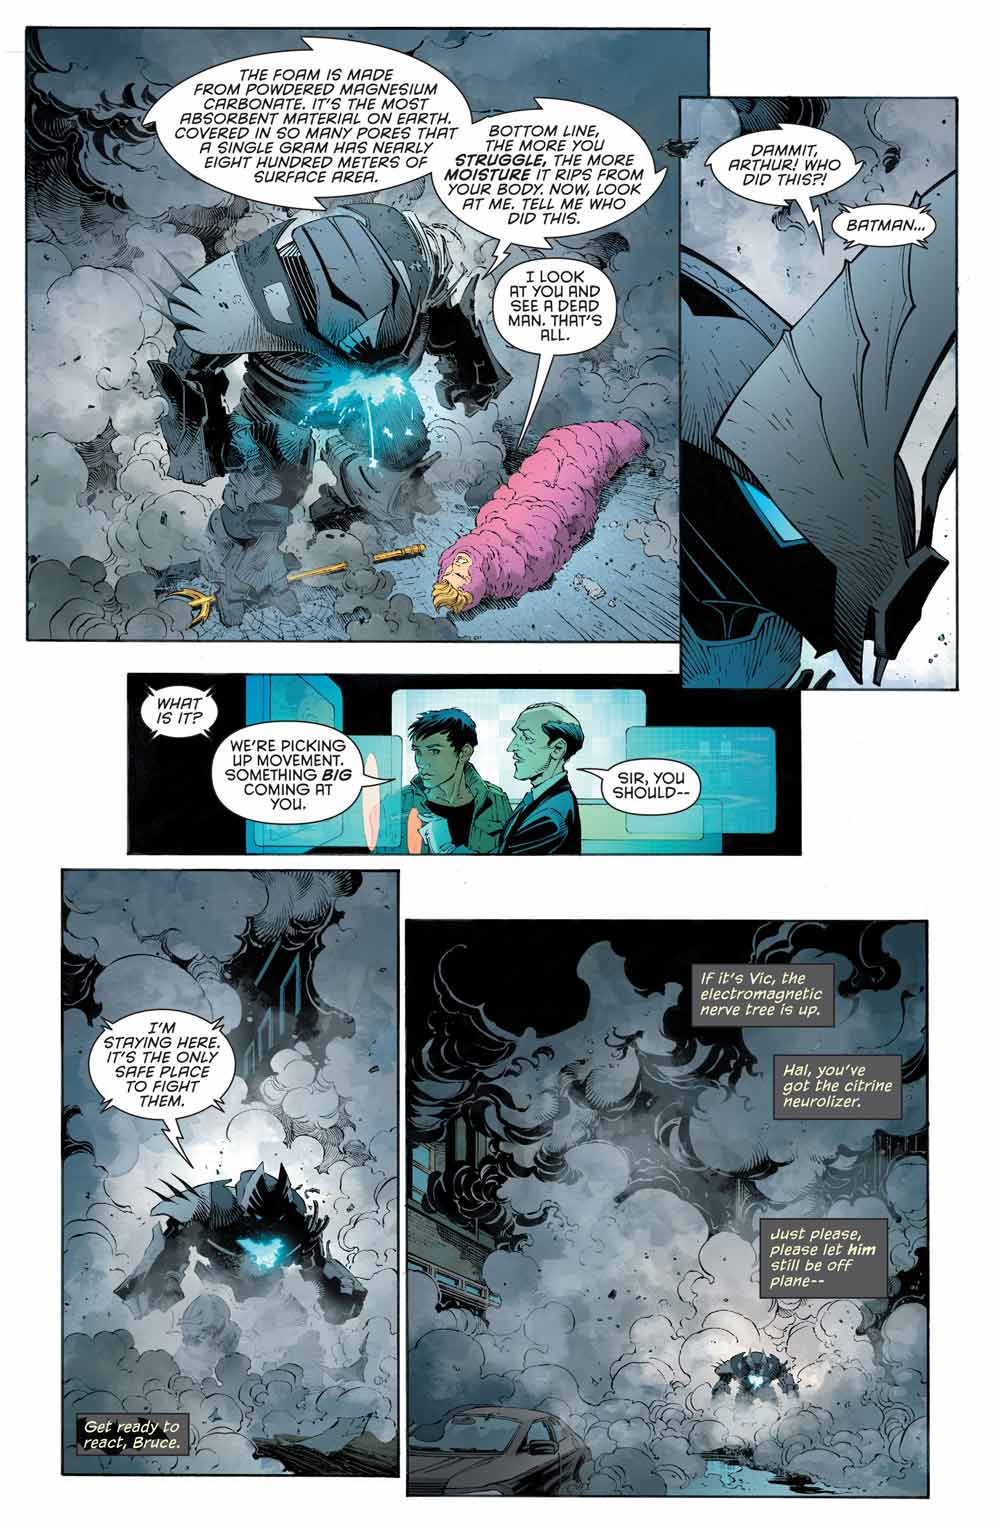 THE FOAM IS MADE
FROM POWDERED MAGNESIUM
CARBONATE. IT'S THE MOST
ABSORBENT MATERIAL ON EARTH.
COVERED IN SO MANY PORES THAT
A SINGLE GRAM HAS NEARLY
EIGHT HUNDRED METERS OF
SURFACE AREA.
BOTTOM LINE,
THE MORE YOU
STRUGGLE, THE MORE
MOISTURE IT RIPS FROM
YOUR BODY. NOW, LOOK
AT ME. TELL ME WHO
DID THIS.
I LOOK
AT YOU AND
SEE A DEAD
MAN. THAT'S
ALL.
DAMMIT,
ARTHUR! WHO
DID THIS?!
BATMAN...
WHAT
IS IT?
WE'RE PICKING
UP MOVEMENT.
SOMETHING BIG
COMING AT
YOU.
SIR, YOU
SHOULD--
I'M
STAYING HERE.
IT'S THE ONLY
SAFE PLACE
TO FIGHT
THEM.
Get ready to
react, Bruce.
If it's Vic, the
electromagnetic
nerve tree is up.
Hal, you've
got the citrine
neurolizer.
Just please,
please let him
still be off
plane--